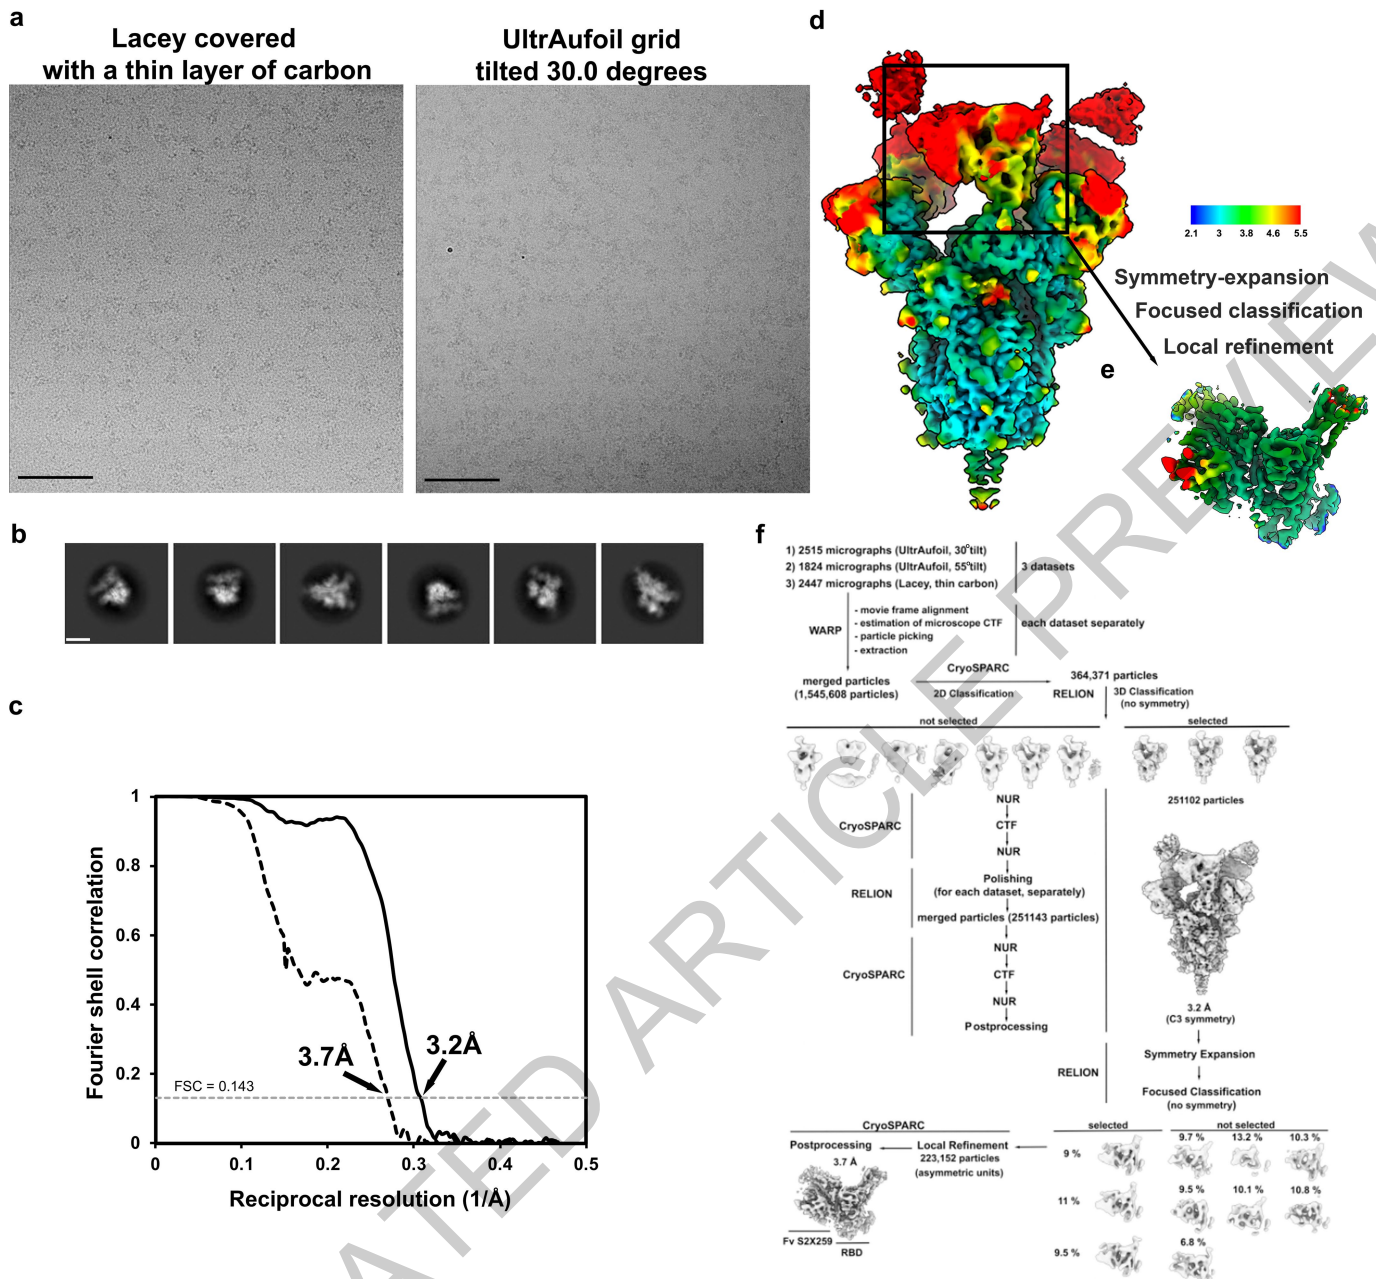 a
Lacey covered
with a thin layer of carbon
UltrAufoil grid
tilted 30.0 degrees
d
2.1 3 3.8 4.6 5.5
Symmetry-expansion
Focused classification
Local refinement
e
b
c
1
0.8
0.6
0.4
0.2
0
Fourier shell correlation
3.7Å
3.2Å
FSC = 0.143
0 0.1 0.2 0.3 0.4 0.5
Reciprocal resolution (1/Å)
f
1) 2515 micrographs (UltrAufoil, 30°tilt)
2) 1824 micrographs (UltrAufoil, 55°tilt)
3) 2447 micrographs (Lacey, thin carbon)
3 datasets
WARP
- movie frame alignment
- estimation of microscope CTF
- particle picking
- extraction
each dataset separately
merged particles
(1,545,608 particles)
CryoSPARC
2D Classification
364,371 particles
RELION
3D Classification
(no symmetry)
not selected
selected
251102 particles
CryoSPARC
NUR
CTF
NUR
RELION
Polishing
(for each dataset, separately)
merged particles (251143 particles)
CryoSPARC
NUR
CTF
NUR
Postprocessing
3.2 Å
(C3 symmetry)
Symmetry Expansion
RELION
Focused Classification
(no symmetry)
selected
not selected
9 %
9.7 % 13.2 % 10.3 %
11 %
9.5 % 10.1 % 10.8 %
9.5 %
6.8 %
CryoSPARC
Postprocessing
Local Refinement
223,152 particles
(asymmetric units)
3.7 Å
Fv S2X259
RBD
ATED ARTICLE PREVIEW